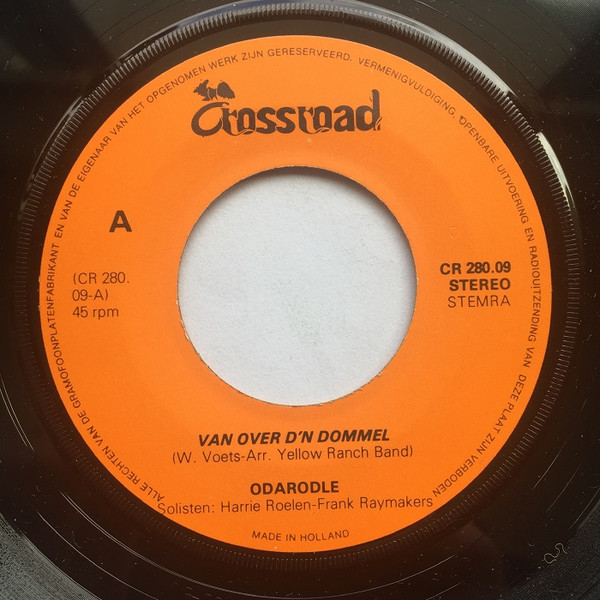 ALLE RECHTEN VAN DE GRAMOFOONPLATENFABRIKANT EN VAN DE EIGENAAR VAN HET OPGENOMEN WERK ZIJN GERESERVEERD. VERMENIGVULDIGING, OPENBARE UITVOERING EN RADIOUITZENDING VAN DEZE PLAAT ZIJN VERBODEN
Crossroad
A
(CR 280.
09-A)
45 rpm
CR 280.09
STEREO
STEMRA
VAN OVER D'N DOMMEL
(W. Voets-Arr. Yellow Ranch Band)
ODARODLE
Solisten: Harrie Roelen-Frank Raymakers
MADE IN HOLLAND